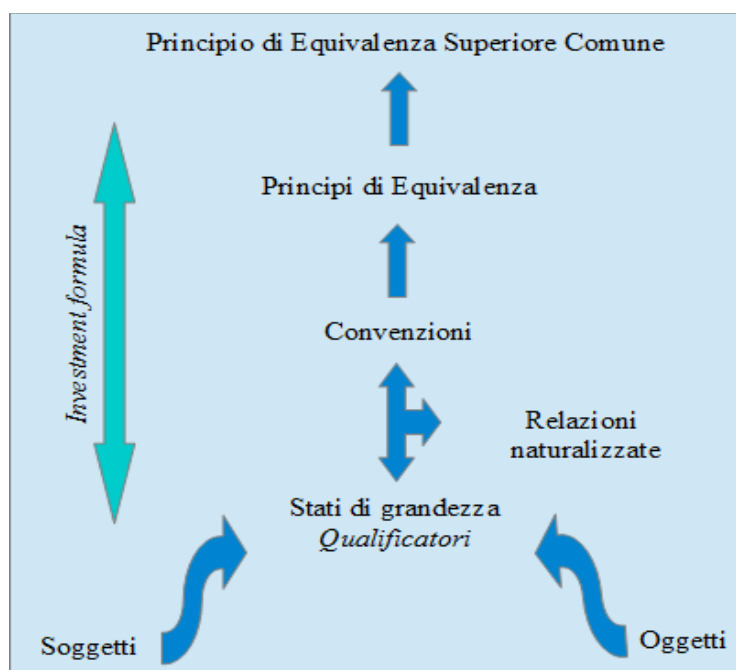 Principio di Equivalenza Superiore Comune
Principi di Equivalenza
Investment formula
Convenzioni
Relazioni
naturalizzate
Stati di grandezza
Qualificatori
Soggetti
Oggetti